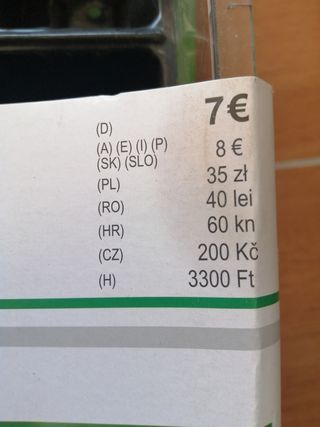 (D) 7€
(A) (E) (I) (P)
(SK) (SLO) 8 €
(PL) 35 zł
(RO) 40 lei
(HR) 60 kn
(CZ) 200 Kč
(H) 3300 Ft